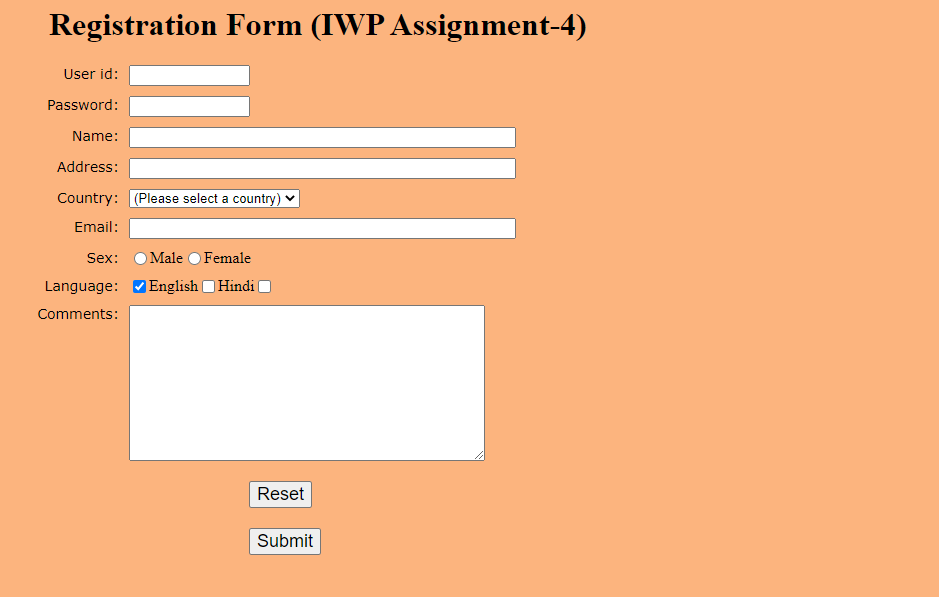 Registration Form (IWP Assignment-4)
User id:
Password:
Name:
Address:
Country: (Please select a country)
Email:
Sex: Male Female
Language: English Hindi
Comments:
Reset
Submit